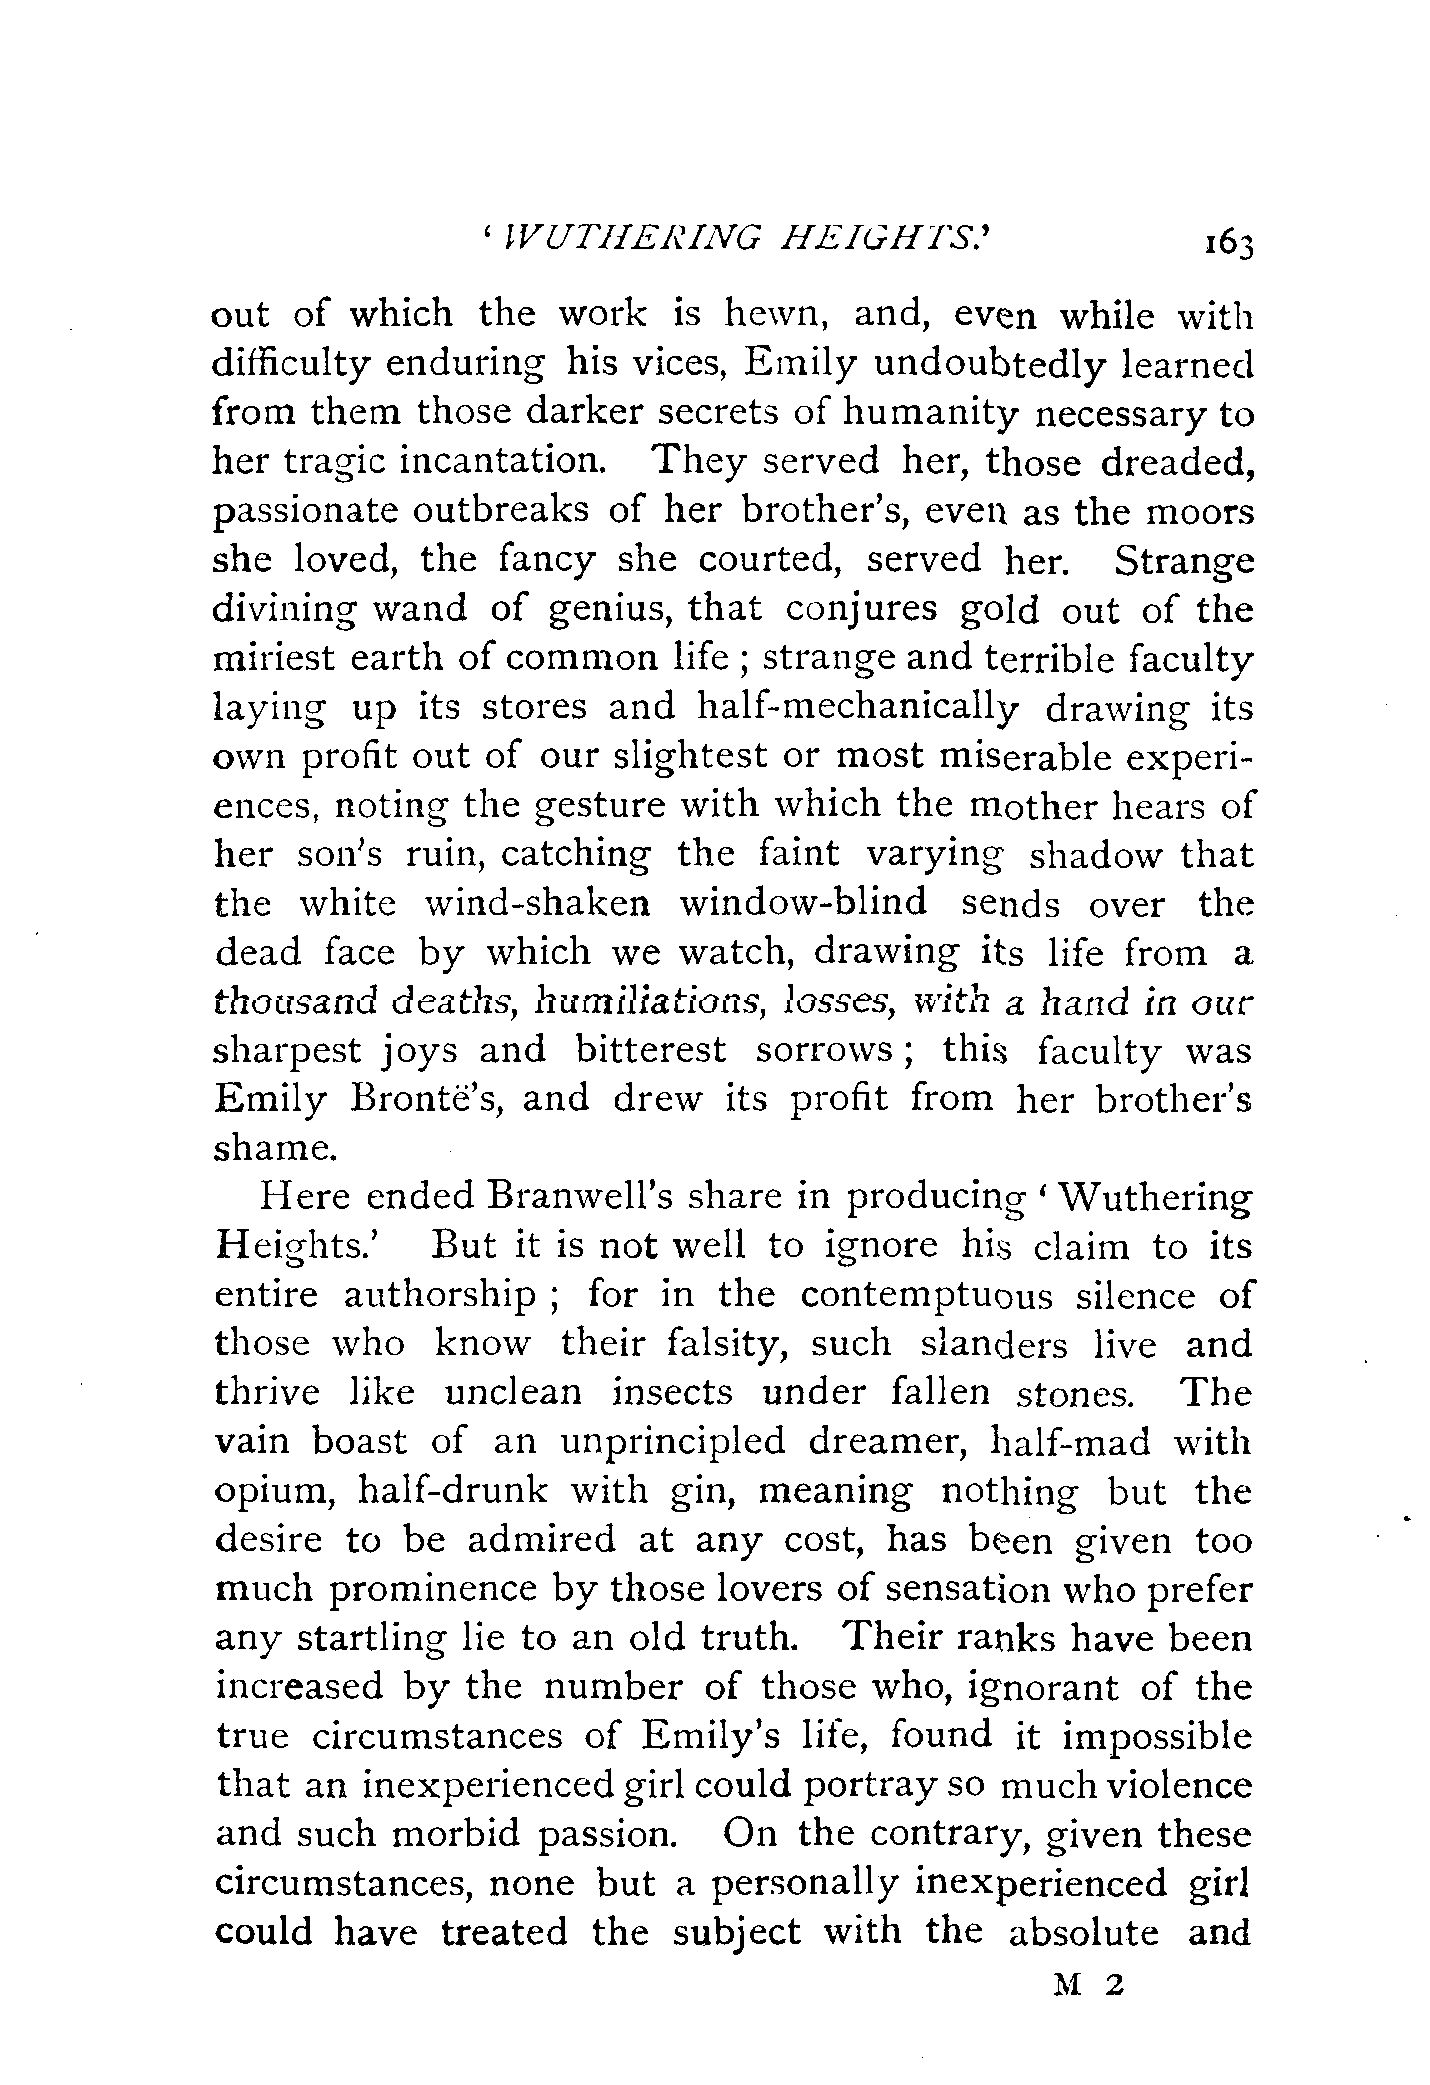 ‘ WUTHERING HEIGHTS.’ 163
out of which the work is hewn, and, even while with
difficulty enduring his vices, Emily undoubtedly learned
from them those darker secrets of humanity necessary to
her tragic incantation. They served her, those dreaded,
passionate outbreaks of her brother’s, even as the moors
she loved, the fancy she courted, served her. Strange
divining wand of genius, that conjures gold out of the
miriest earth of common life ; strange and terrible faculty
laying up its stores and half-mechanically drawing its
own profit out of our slightest or most miserable experi-
ences, noting the gesture with which the mother hears of
her son’s ruin, catching the faint varying shadow that
the white wind-shaken window-blind sends over the
dead face by which we watch, drawing its life from a
thousand deaths, humiliations, losses, with a hand in our
sharpest joys and bitterest sorrows ; this faculty was
Emily Brontë’s, and drew its profit from her brother’s
shame.
Here ended Branwell’s share in producing ‘ Wuthering
Heights.’ But it is not well to ignore his claim to its
entire authorship ; for in the contemptuous silence of
those who know their falsity, such slanders live and
thrive like unclean insects under fallen stones. The
vain boast of an unprincipled dreamer, half-mad with
opium, half-drunk with gin, meaning nothing but the
desire to be admired at any cost, has been given too
much prominence by those lovers of sensation who prefer
any startling lie to an old truth. Their ranks have been
increased by the number of those who, ignorant of the
true circumstances of Emily’s life, found it impossible
that an inexperienced girl could portray so much violence
and such morbid passion. On the contrary, given these
circumstances, none but a personally inexperienced girl
could have treated the subject with the absolute and
M 2